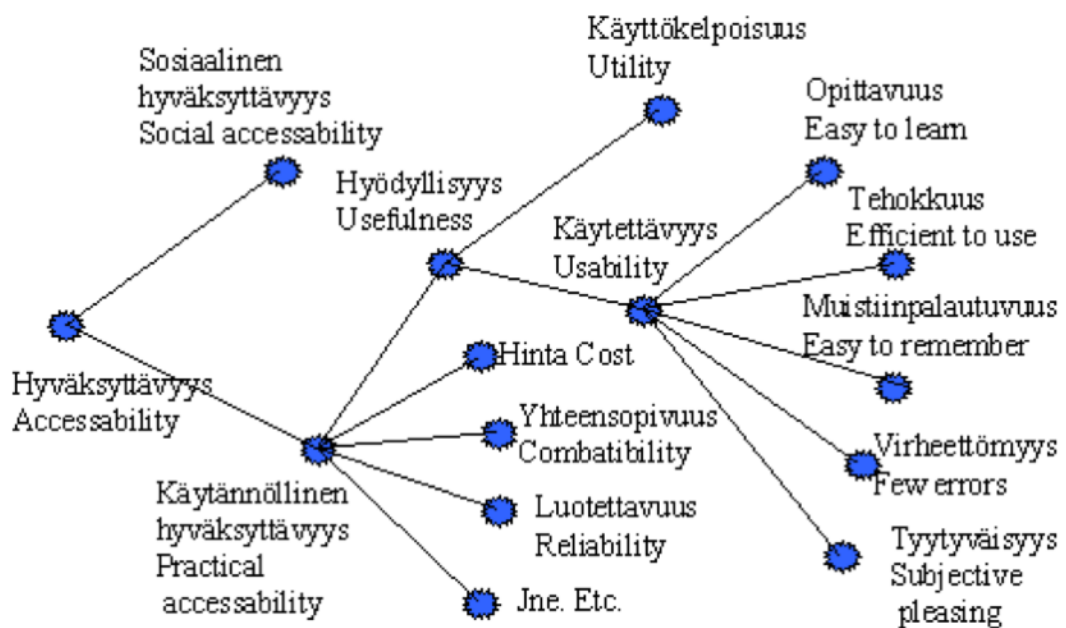 Käyttökelpoisuus
Utility
Sosiaalinen
hyväksyttävyys
Social accessability
Opittavuus
Easy to learn
Hyödyllisyys
Usefulness
Tehokkuus
Efficient to use
Käytettävyys
Usability
Muistiinpalautuvuus
Easy to remember
Hinta Cost
Hyväksyttävyys
Accessability
Yhteensopivuus
Combatibility
Virheettömyys
Few errors
Käytännöllinen
hyväksyttävyys
Practical
accessability
Luotettavuus
Reliability
Tyytyväisyys
Subjective
pleasing
Jne. Etc.